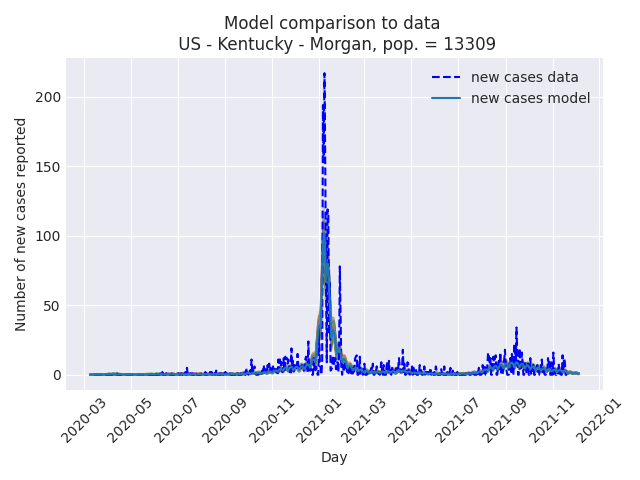 Model comparison to data
US - Kentucky - Morgan, pop. = 13309
new cases data
new cases model
Number of new cases reported
200
150
100
50
0
2020-03
2020-05
2020-07
2020-09
2020-11
2021-01
2021-03
2021-05
2021-07
2021-09
2021-11
2022-01
Day